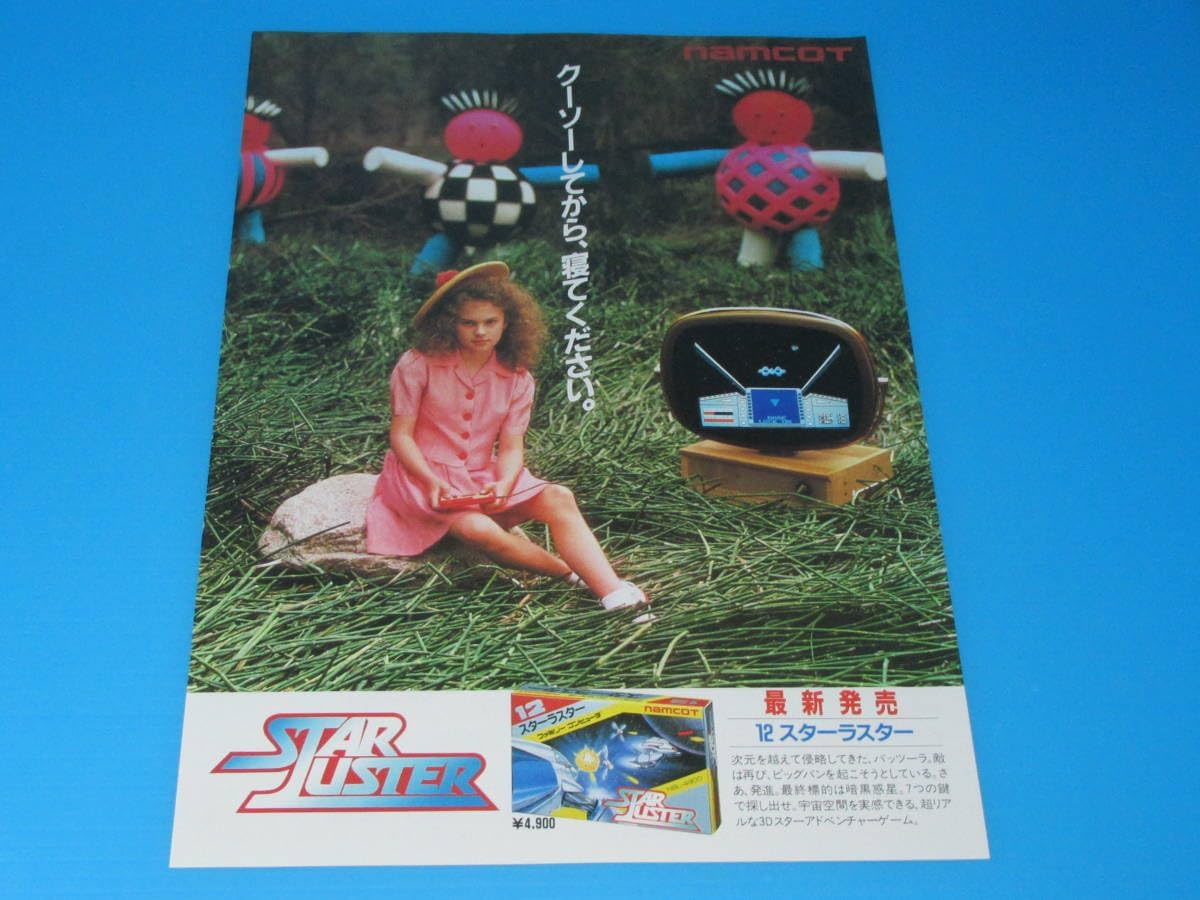 namcoT
クーソーしてから、寝てください。
STAR LUSTER
12
スターラスター
ファミリーコンピュータ
namcoT
NSL-4900
STAR LUSTER
¥4,900
最新発売
12 スターラスター
次元を越えて侵略してきた、バッツーラ。敵
は再び、ビッグバンを起こそうとしている。さ
あ、発進。最終標的は暗黒惑星。7つの鍵
で探し出せ。宇宙空間を実感できる、超リア
ルな3Dスターアドベンチャーゲーム。